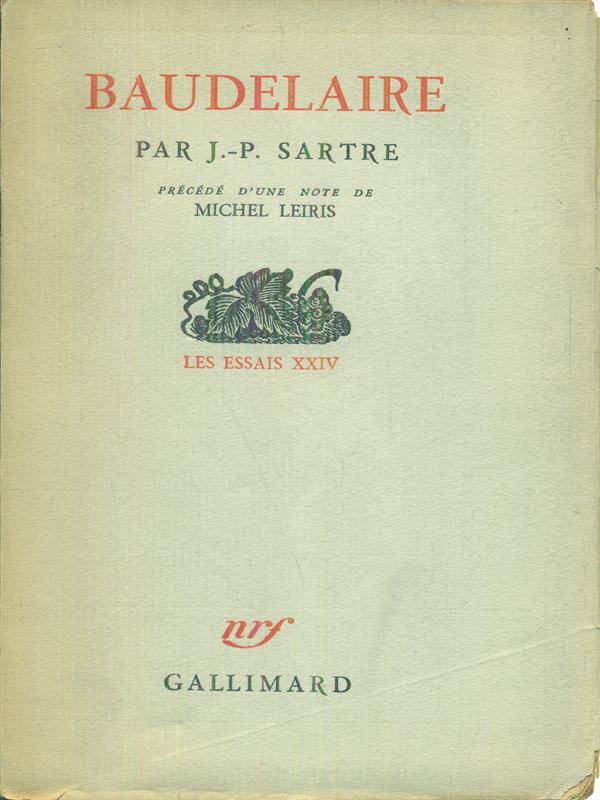 BAUDELAIRE
PAR J.-P. SARTRE
PRÉCÉDÉ D'UNE NOTE DE
MICHEL LEIRIS
LES ESSAIS XXIV
nrf
GALLIMARD